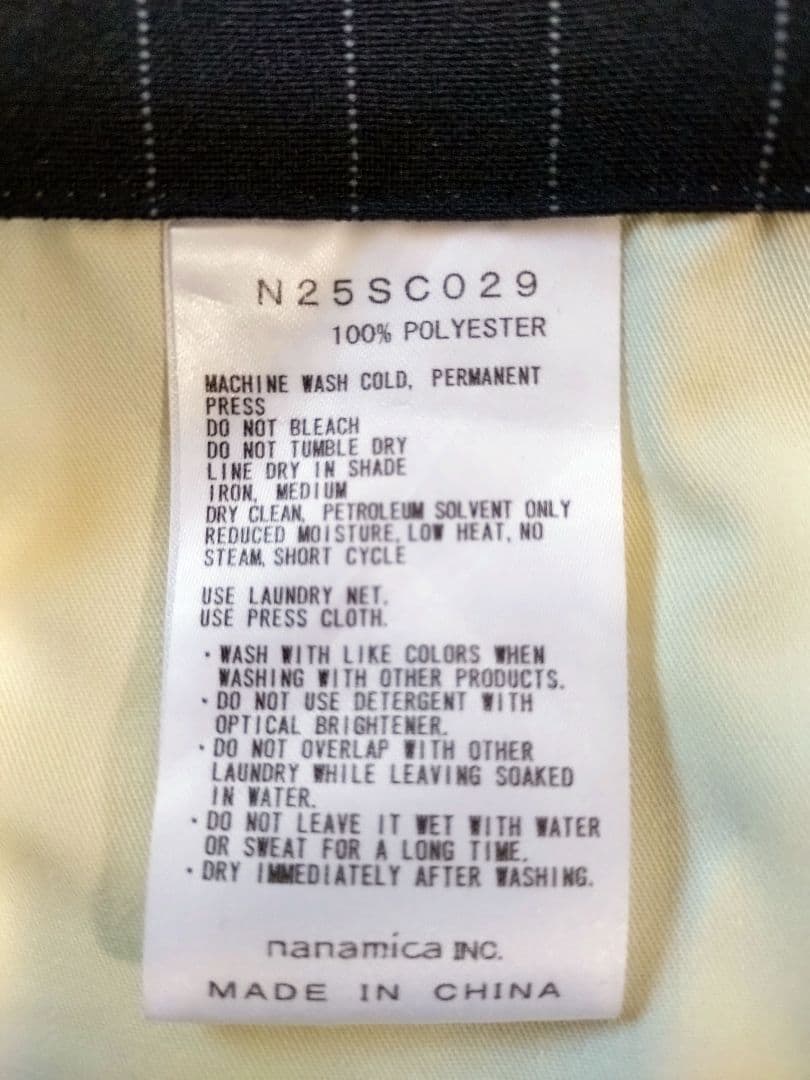 N25SC029
100% POLYESTER
MACHINE WASH COLD, PERMANENT
PRESS
DO NOT BLEACH
DO NOT TUMBLE DRY
LINE DRY IN SHADE
IRON, MEDIUM
DRY CLEAN, PETROLEUM SOLVENT ONLY
REDUCED MOISTURE, LOW HEAT, NO
STEAM, SHORT CYCLE
USE LAUNDRY NET.
USE PRESS CLOTH.
・WASH WITH LIKE COLORS WHEN
WASHING WITH OTHER PRODUCTS.
・DO NOT USE DETERGENT WITH
OPTICAL BRIGHTENER.
・DO NOT OVERLAP WITH OTHER
LAUNDRY WHILE LEAVING SOAKED
IN WATER.
・DO NOT LEAVE IT WET WITH WATER
OR SWEAT FOR A LONG TIME.
・DRY IMMEDIATELY AFTER WASHING.
nanamica INC.
MADE IN CHINA